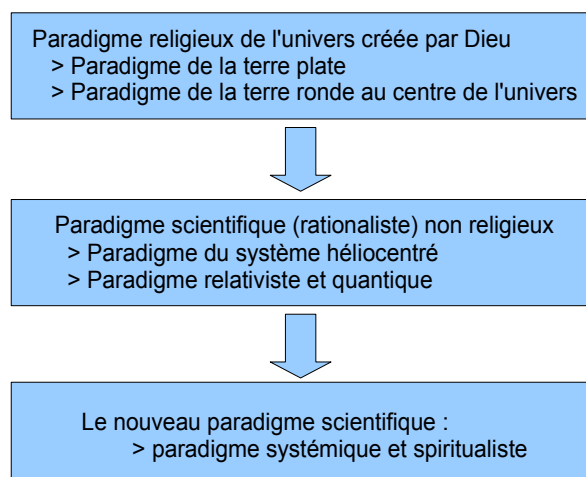 Paradigme religieux de l'univers créée par Dieu
> Paradigme de la terre plate
> Paradigme de la terre ronde au centre de l'univers
Paradigme scientifique (rationaliste) non religieux
> Paradigme du système héliocentré
> Paradigme relativiste et quantique
Le nouveau paradigme scientifique :
> paradigme systémique et spiritualiste